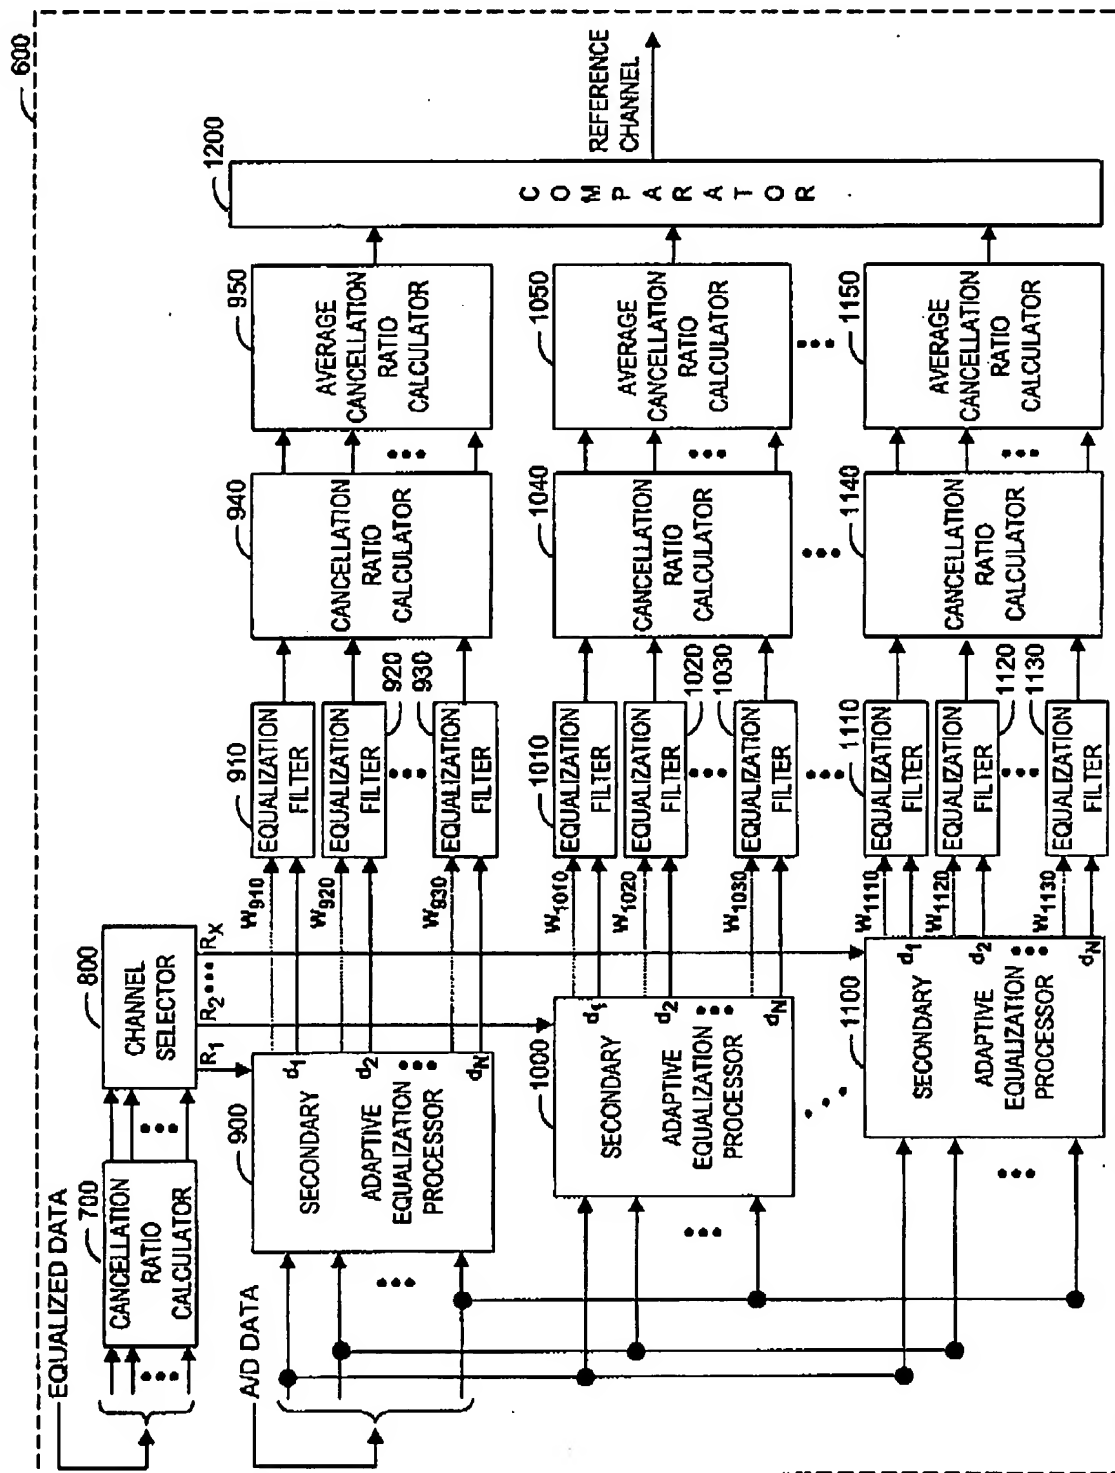 600
EQUALIZED DATA
700
CANCELLATION
RATIO
CALCULATOR
800
CHANNEL
SELECTOR
R1
R2
RX
A/D DATA
900
SECONDARY
ADAPTIVE
EQUALIZATION
PROCESSOR
d1
d2
dN
W910
W920
W930
910
EQUALIZATION
FILTER
EQUALIZATION
FILTER
920
930
EQUALIZATION
FILTER
940
CANCELLATION
RATIO
CALCULATOR
950
AVERAGE
CANCELLATION
RATIO
CALCULATOR
1000
SECONDARY
ADAPTIVE
EQUALIZATION
PROCESSOR
d1
d2
dN
W1010
W1020
W1030
1010
EQUALIZATION
FILTER
EQUALIZATION
FILTER
1020
1030
EQUALIZATION
FILTER
1040
CANCELLATION
RATIO
CALCULATOR
1050
AVERAGE
CANCELLATION
RATIO
CALCULATOR
1100
SECONDARY
ADAPTIVE
EQUALIZATION
PROCESSOR
d1
d2
dN
W1110
W1120
W1130
1110
EQUALIZATION
FILTER
EQUALIZATION
FILTER
1120
1130
EQUALIZATION
FILTER
1140
CANCELLATION
RATIO
CALCULATOR
1150
AVERAGE
CANCELLATION
RATIO
CALCULATOR
1200
COMPARATOR
REFERENCE
CHANNEL